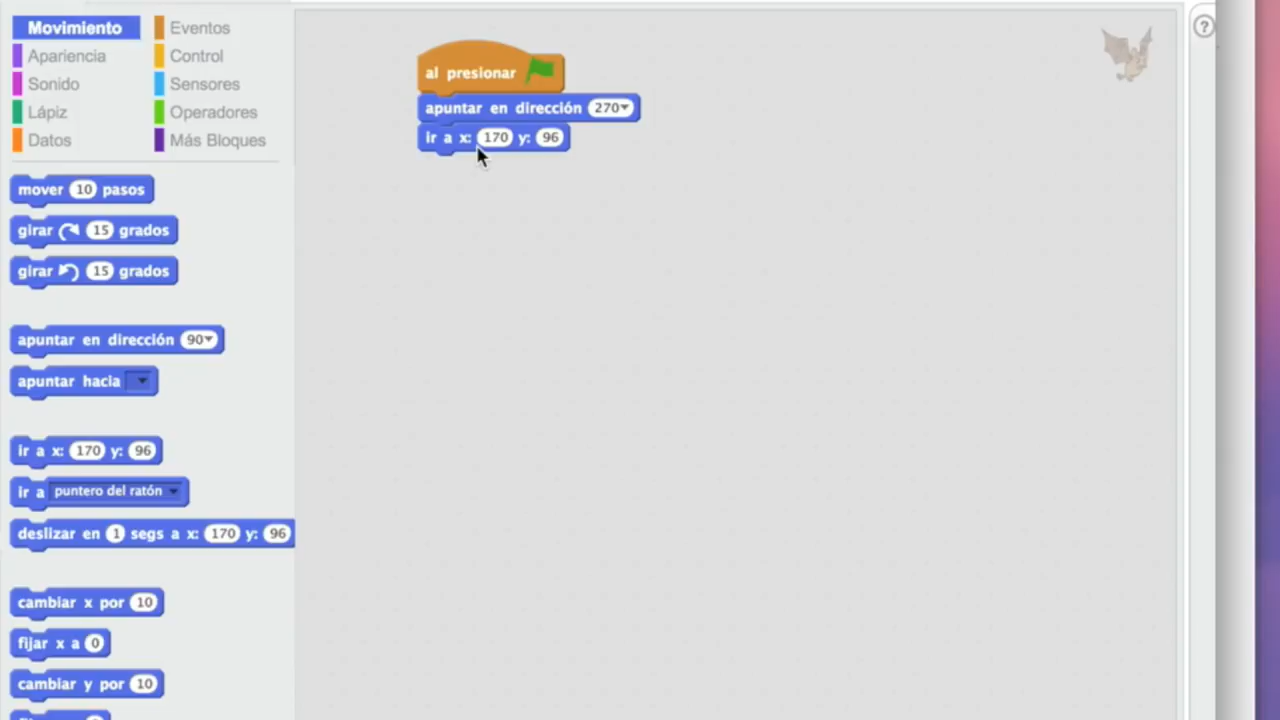 Movimiento
Eventos
Apariencia
Control
Sonido
Sensores
Lápiz
Operadores
Datos
Más Bloques
mover 10 pasos
girar 15 grados
girar 15 grados
apuntar en dirección 90
apuntar hacia
ir a x: 170 y: 96
ir a puntero del ratón
deslizar en 1 segs a x: 170 y: 96
cambiar x por 10
fijar x a 0
cambiar y por 10
al presionar
apuntar en dirección 270
ir a x: 170 y: 96
?